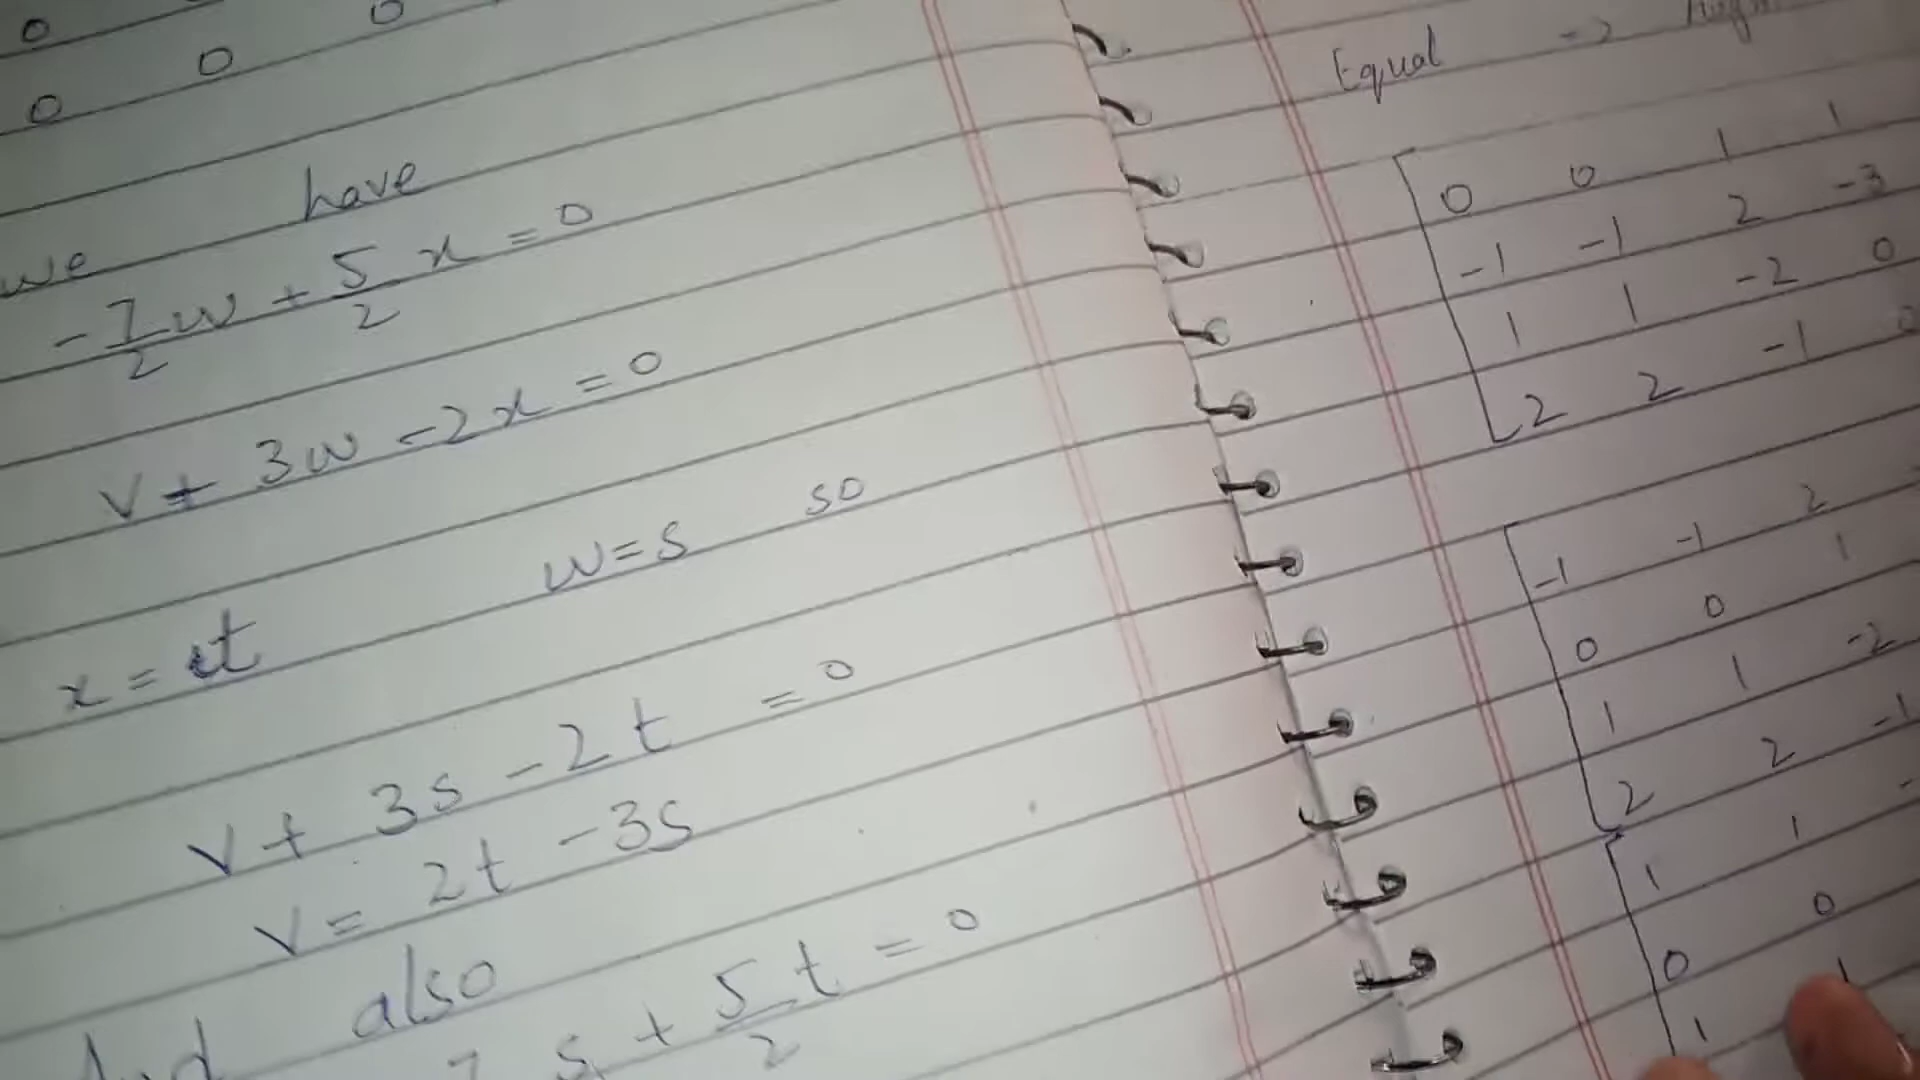 0 0
0 0
we have
-7/2 w + 5/2 x = 0
v + 3w - 2x = 0
x = t w = s so
v + 3s - 2t = 0
v = 2t - 3s
And also
7 s + 5/2 t = 0
Equal →
0 0 1 1
-1 -1 2 -3
1 1 -2 0
2 2 -1 0
-1 -1 2
0 0 1
1 1 -2
2 2 -1
1 1
0 0
1 1